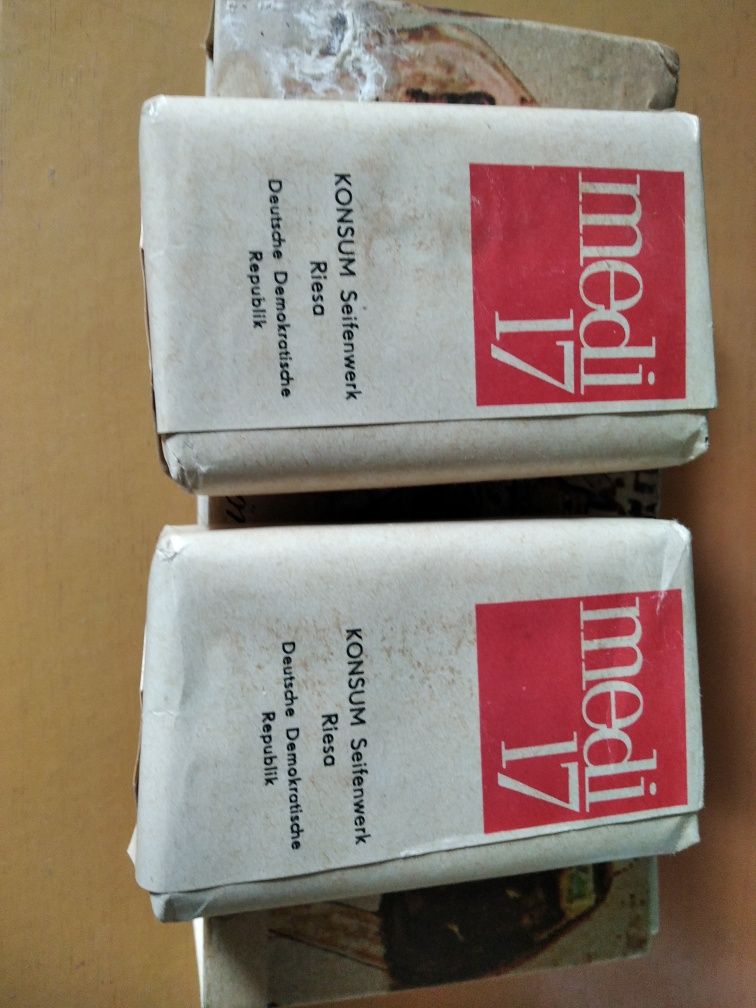 medi
17
KONSUM Seifenwerk
Riesa
Deutsche Demokratische
Republik
medi
17
KONSUM Seifenwerk
Riesa
Deutsche Demokratische
Republik